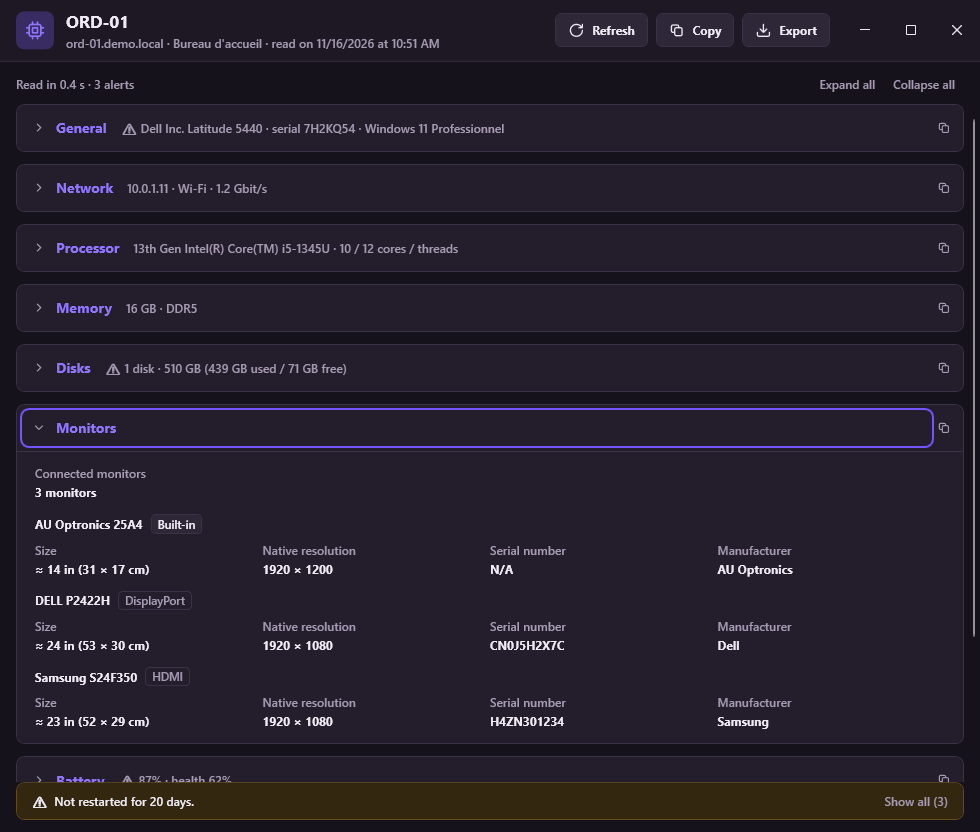 ORD-01
ord-01.demo.local · Bureau d'accueil · read on 11/16/2026 at 10:51 AM
Refresh
Copy
Export
Read in 0.4 s · 3 alerts
Expand all
Collapse all
General Dell Inc. Latitude 5440 · serial 7H2KQ54 · Windows 11 Professionnel
Network 10.0.1.11 · Wi-Fi · 1.2 Gbit/s
Processor 13th Gen Intel(R) Core(TM) i5-1345U · 10 / 12 cores / threads
Memory 16 GB · DDR5
Disks 1 disk · 510 GB (439 GB used / 71 GB free)
Monitors
Connected monitors
3 monitors
AU Optronics 25A4 Built-in
Size Native resolution Serial number Manufacturer
≈ 14 in (31 × 17 cm) 1920 × 1200 N/A AU Optronics
DELL P2422H DisplayPort
Size Native resolution Serial number Manufacturer
≈ 24 in (53 × 30 cm) 1920 × 1080 CN0J5H2X7C Dell
Samsung S24F350 HDMI
Size Native resolution Serial number Manufacturer
≈ 23 in (52 × 29 cm) 1920 × 1080 H4ZN301234 Samsung
Battery 87% · health 62%
Not restarted for 20 days.
Show all (3)